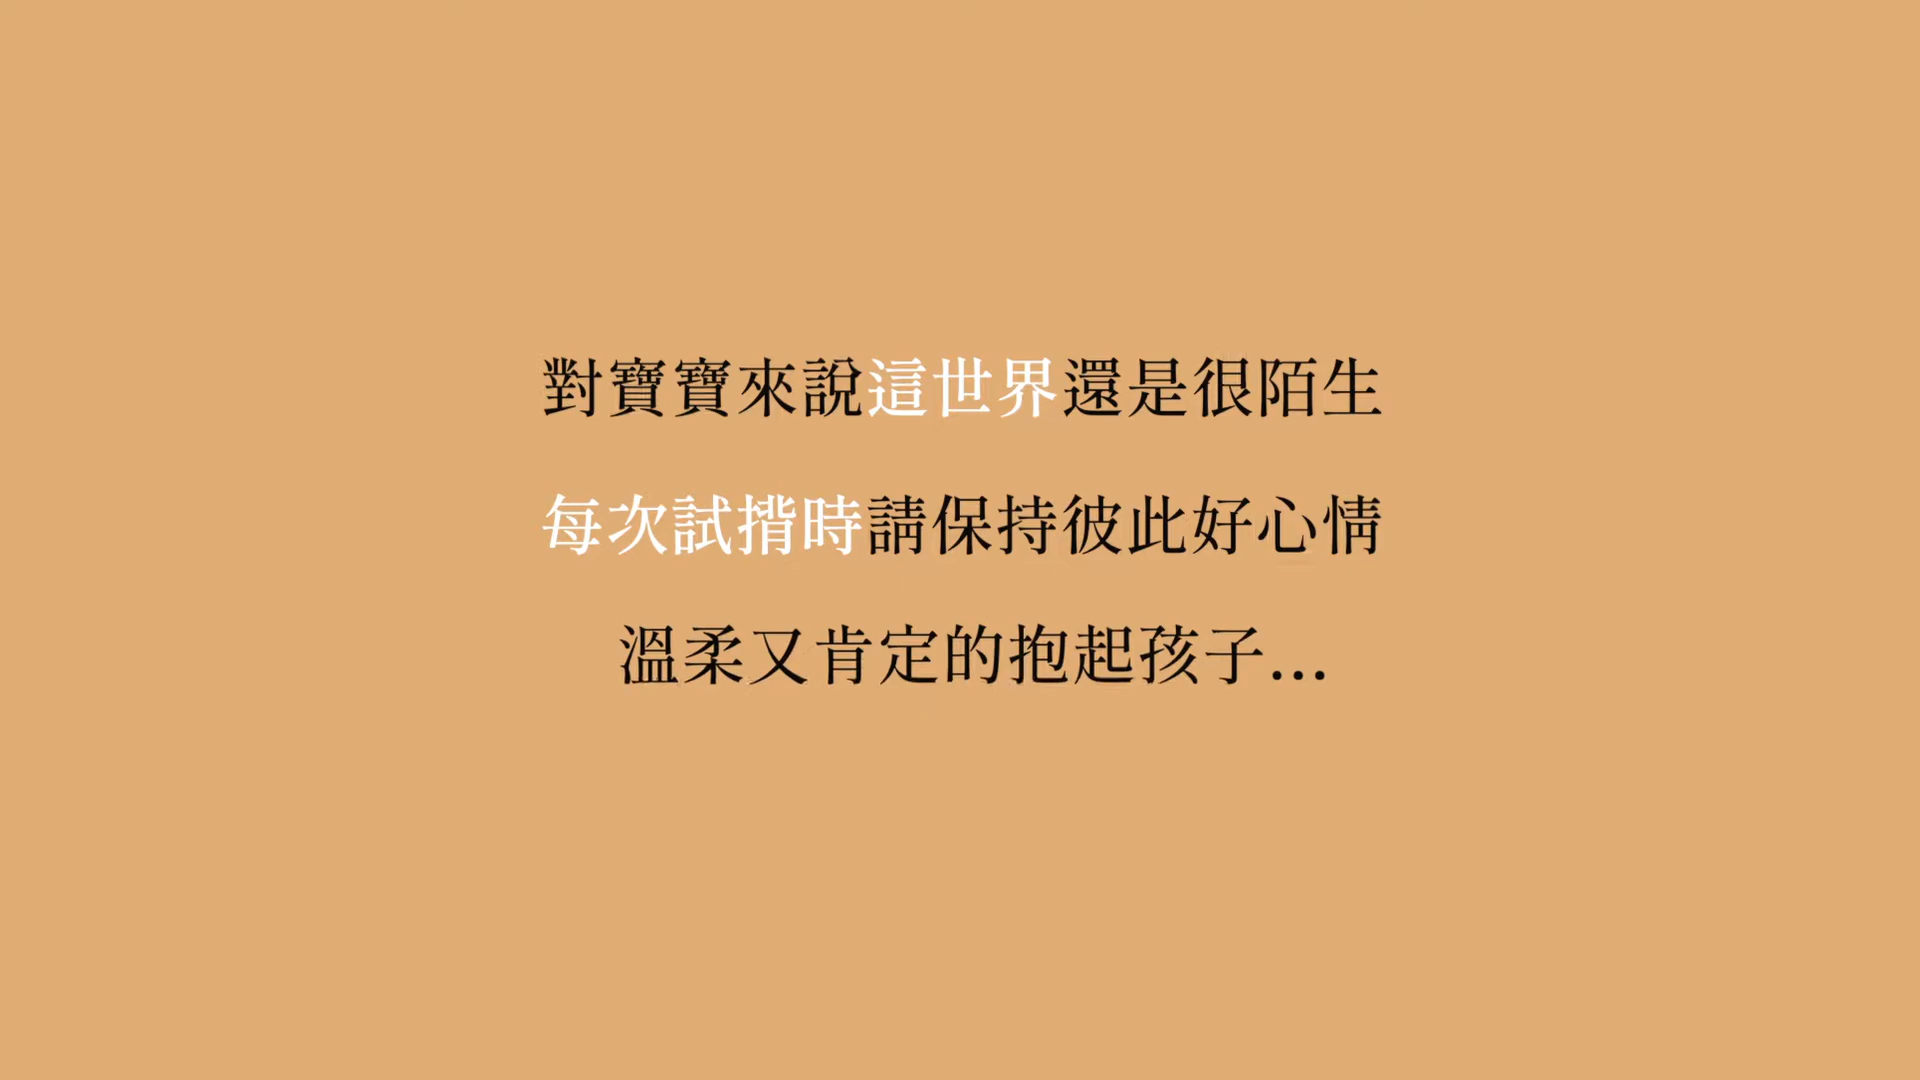 對寶寶來說這世界還是很陌生
每次試揹時請保持彼此好心情
溫柔又肯定的抱起孩子...